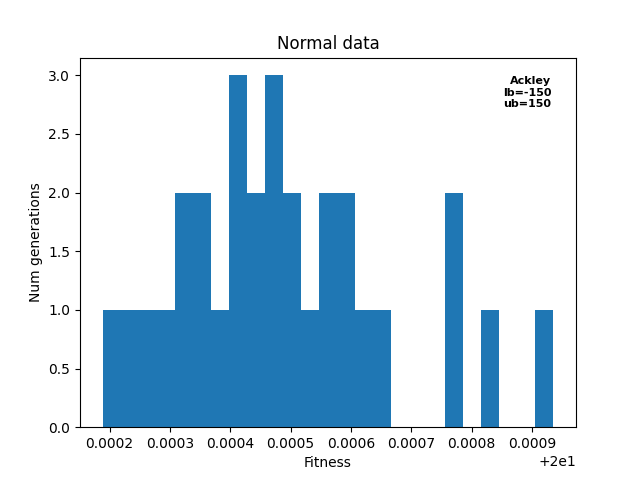 Normal data
3.0
2.5
2.0
1.5
1.0
0.5
0.0
Num generations
Ackley
lb=-150
ub=150
0.0002 0.0003 0.0004 0.0005 0.0006 0.0007 0.0008 0.0009
+2e1
Fitness